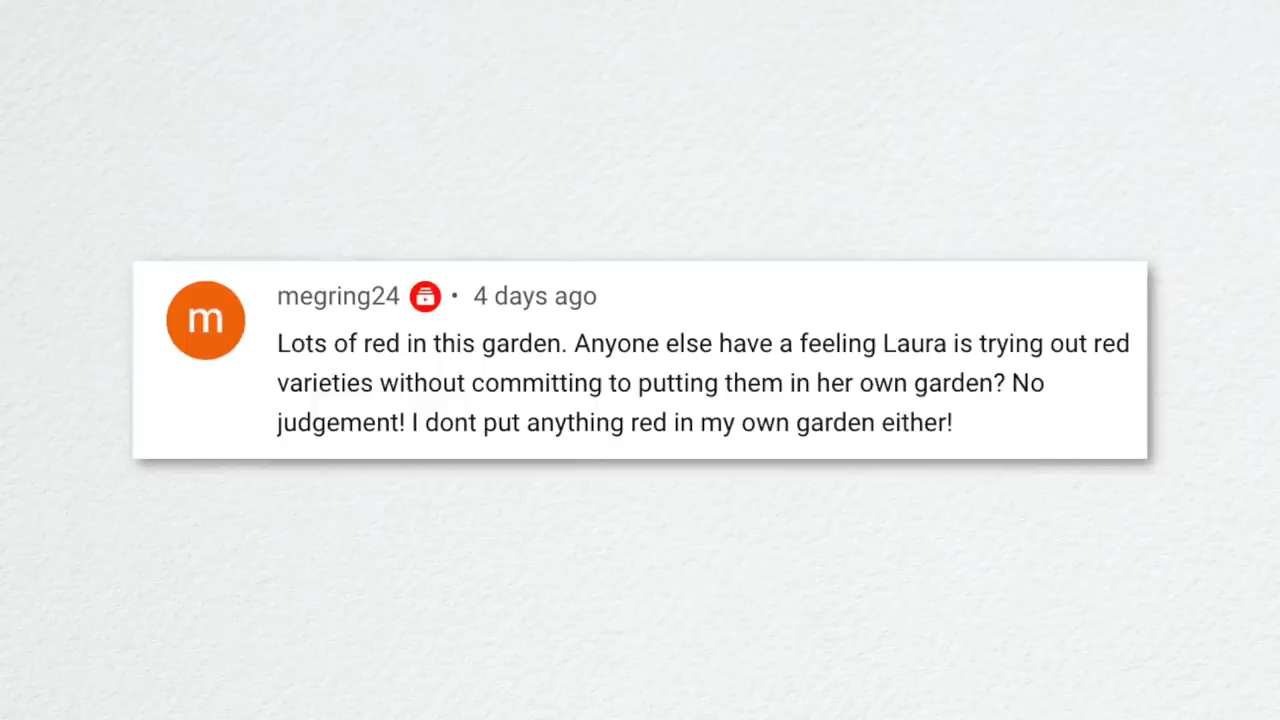 m
megring24 • 4 days ago
Lots of red in this garden. Anyone else have a feeling Laura is trying out red
varieties without committing to putting them in her own garden? No
judgement! I dont put anything red in my own garden either!